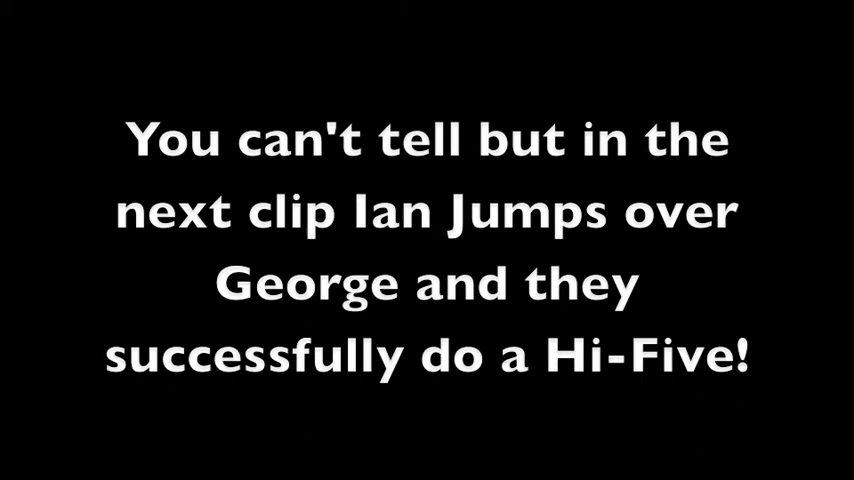 You can't tell but in the
next clip Ian Jumps over
George and they
successfully do a Hi-Five!